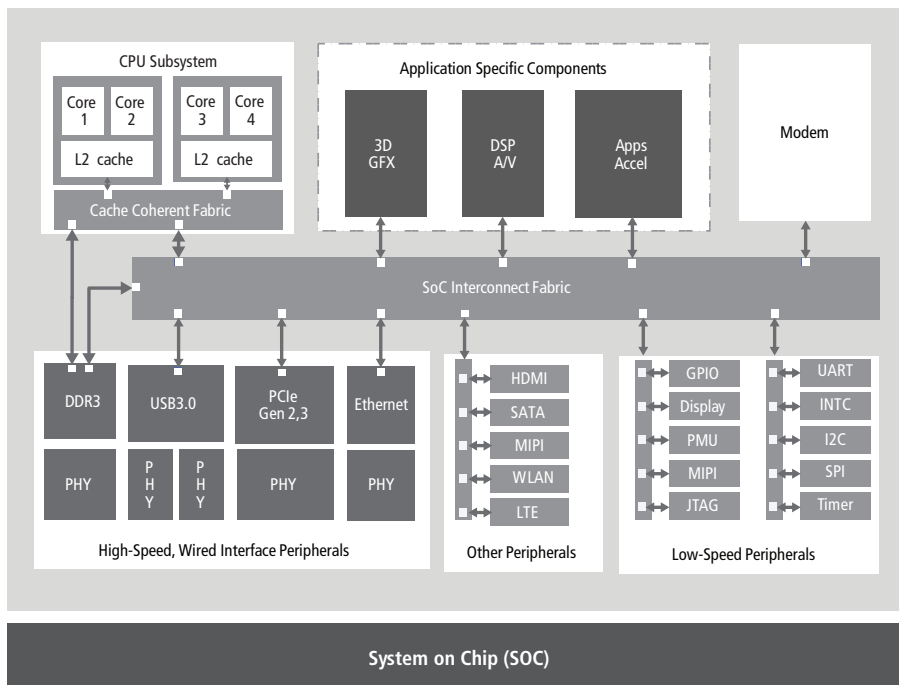 CPU Subsystem
Core
1
Core
2
Core
3
Core
4
L2 cache
L2 cache
Cache Coherent Fabric
Application Specific Components
3D
GFX
DSP
A/V
Apps
Accel
Modem
SoC Interconnect Fabric
DDR3
USB3.0
PCIe
Gen 2,3
Ethernet
PHY
P
H
Y
P
H
Y
PHY
PHY
High-Speed, Wired Interface Peripherals
HDMI
SATA
MIPI
WLAN
LTE
Other Peripherals
GPIO
Display
PMU
MIPI
JTAG
UART
INTC
I2C
SPI
Timer
Low-Speed Peripherals
System on Chip (SOC)